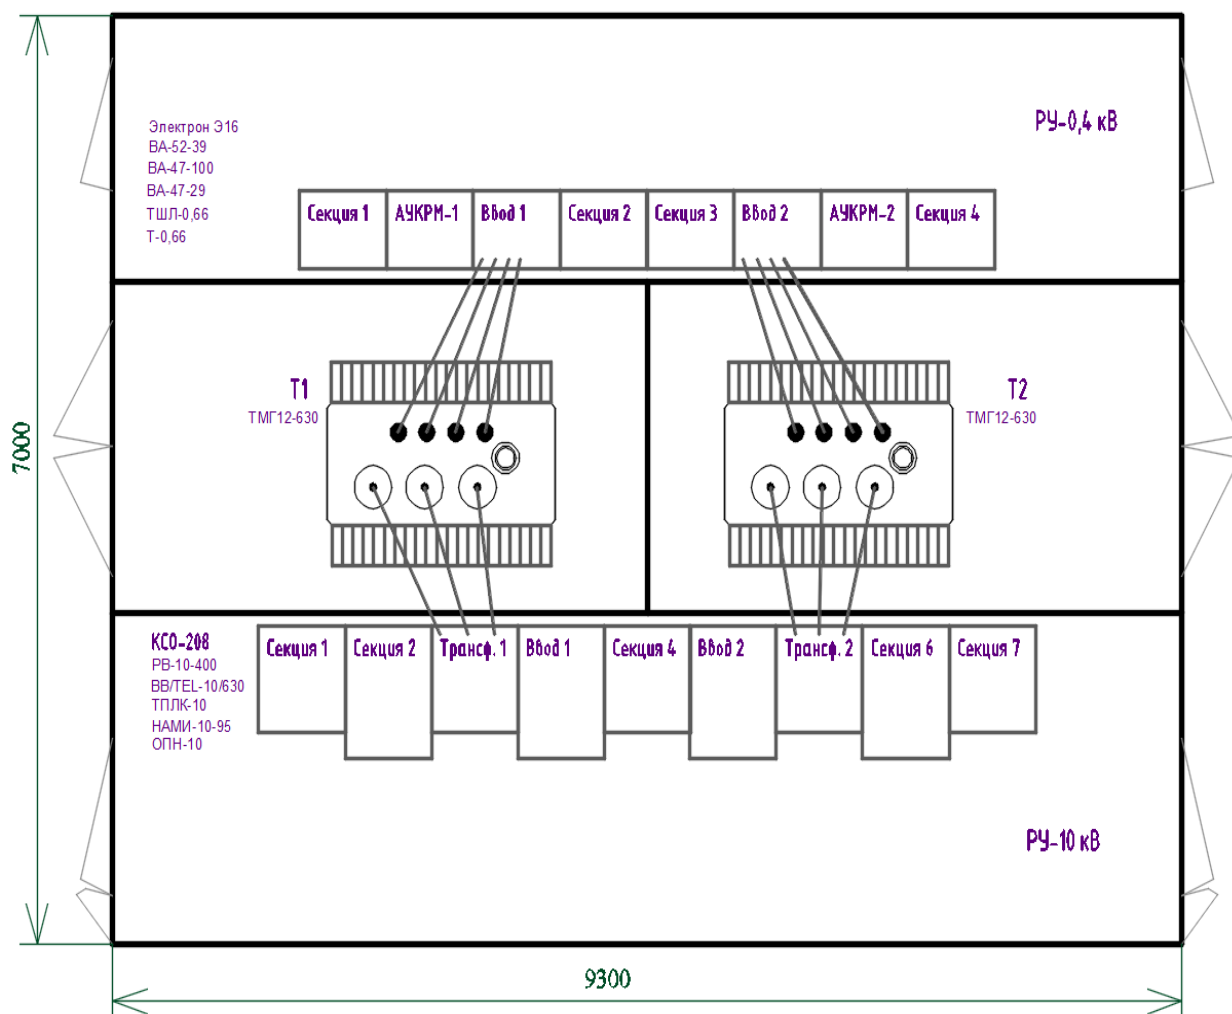 Электрон Э16
ВА-52-39
ВА-47-100
ВА-47-29
ТШЛ-0,66
Т-0,66
РУ-0,4 кВ
Секция 1
АУКРМ-1
Ввод 1
Секция 2
Секция 3
Ввод 2
АУКРМ-2
Секция 4
Т1
ТМГ12-630
Т2
ТМГ12-630
7000
КСО-208
РВ-10-400
ВВ/TEL-10/630
ТПЛК-10
НАМИ-10-95
ОПН-10
Секция 1
Секция 2
Трансф. 1
Ввод 1
Секция 4
Ввод 2
Трансф. 2
Секция 6
Секция 7
РУ-10 кВ
9300